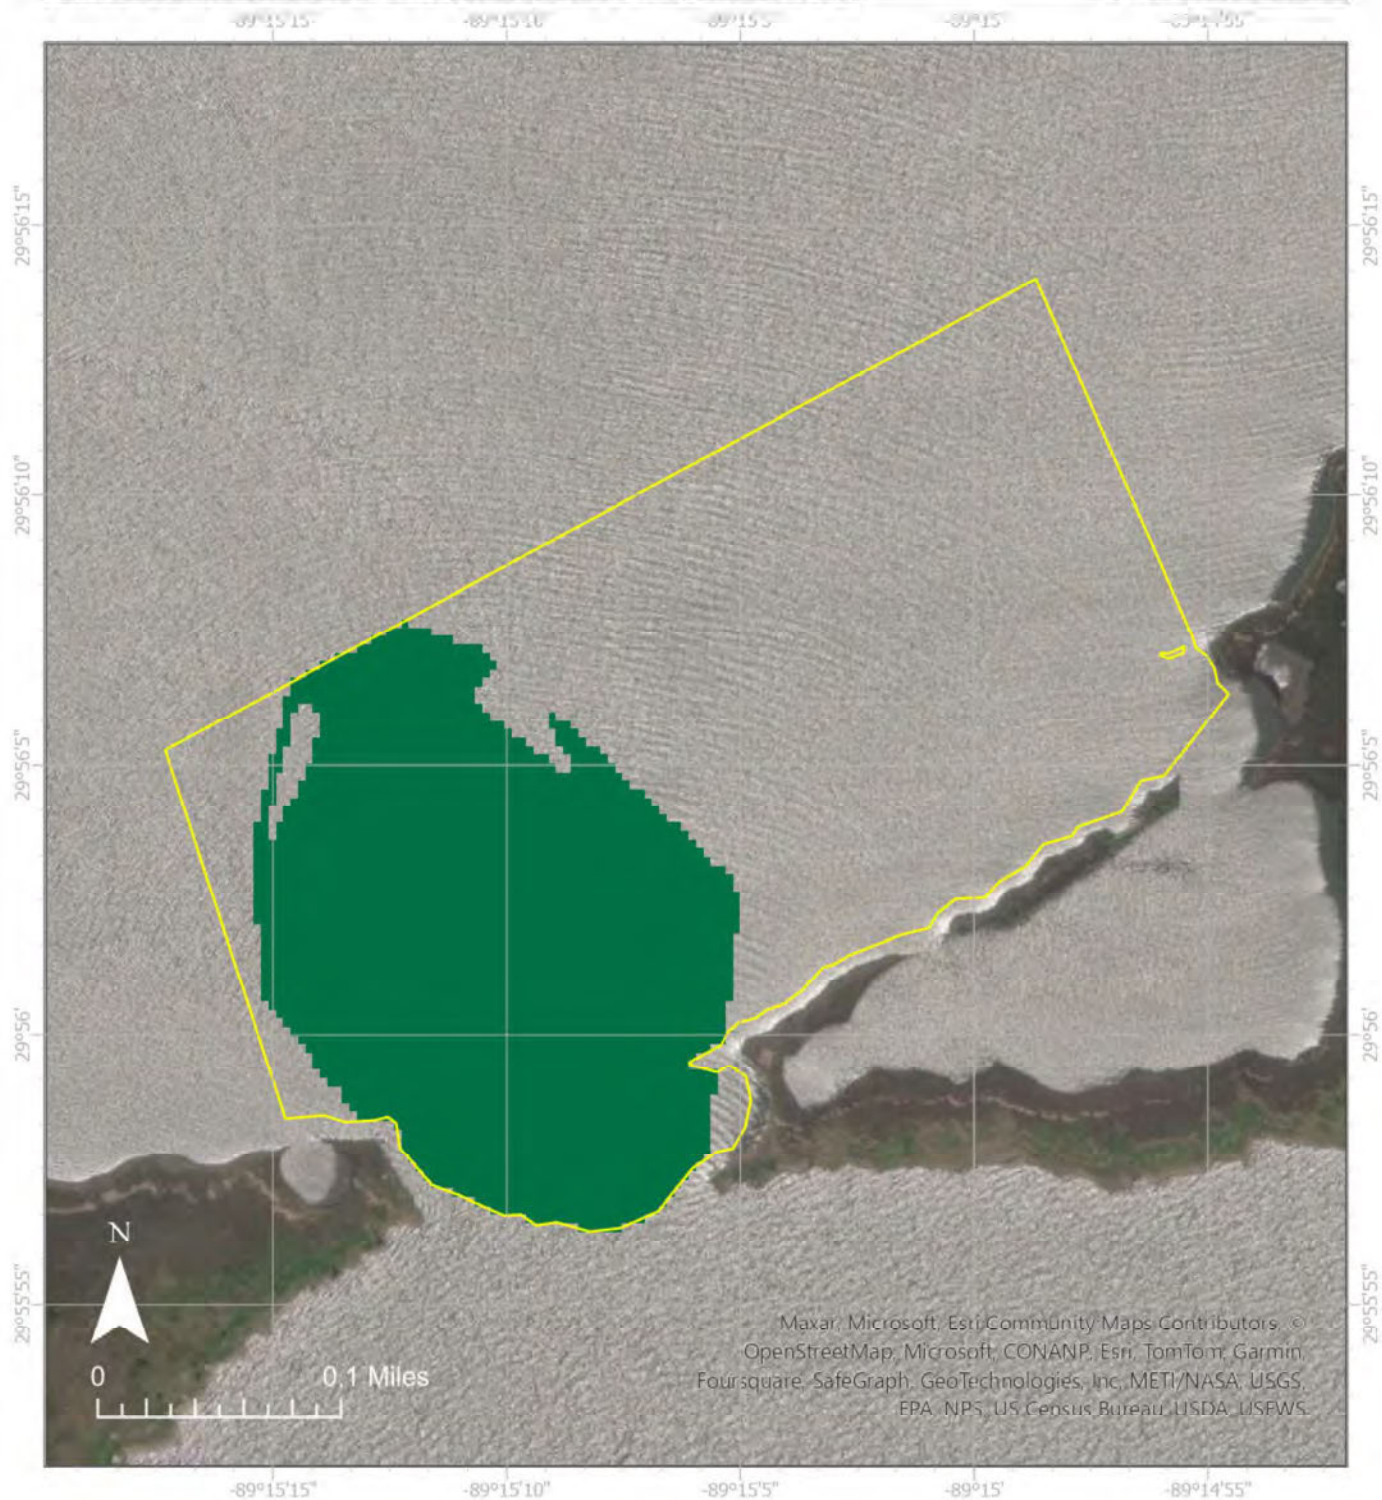 -89°15'15" -89°15'10" -89°15'5" -89°15' -89°14'55"
29°56'15" 29°56'15"
29°56'10" 29°56'10"
29°56'5" 29°56'5"
29°56' 29°56'
29°55'55" 29°55'55"
N
0 0.1 Miles
Maxar, Microsoft, Esri Community Maps Contributors, ©
OpenStreetMap, Microsoft, CONANP, Esri, TomTom, Garmin,
Foursquare, SafeGraph, GeoTechnologies, Inc, METI/NASA, USGS,
EPA, NPS, US Census Bureau, USDA, USFWS
-89°15'15" -89°15'10" -89°15'5" -89°15' -89°14'55"